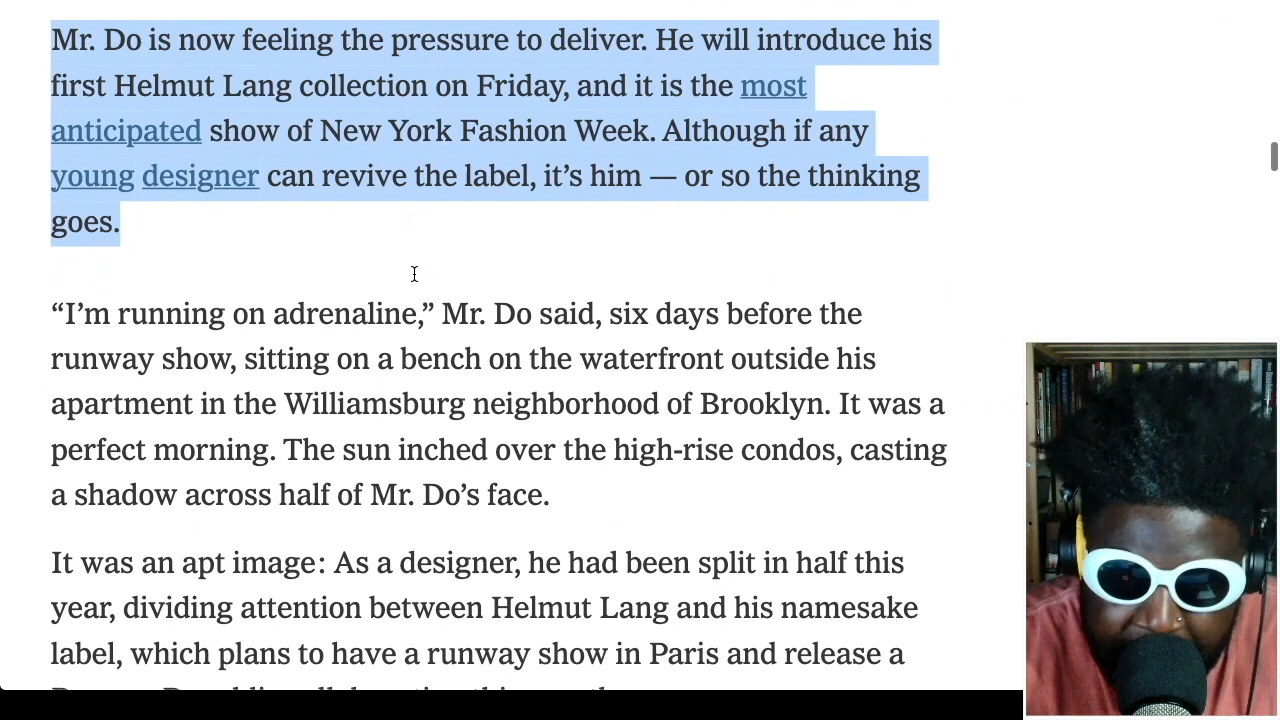 Mr. Do is now feeling the pressure to deliver. He will introduce his
first Helmut Lang collection on Friday, and it is the most
anticipated show of New York Fashion Week. Although if any
young designer can revive the label, it’s him — or so the thinking
goes.
“I’m running on adrenaline,” Mr. Do said, six days before the
runway show, sitting on a bench on the waterfront outside his
apartment in the Williamsburg neighborhood of Brooklyn. It was a
perfect morning. The sun inched over the high-rise condos, casting
a shadow across half of Mr. Do’s face.
It was an apt image: As a designer, he had been split in half this
year, dividing attention between Helmut Lang and his namesake
label, which plans to have a runway show in Paris and release a